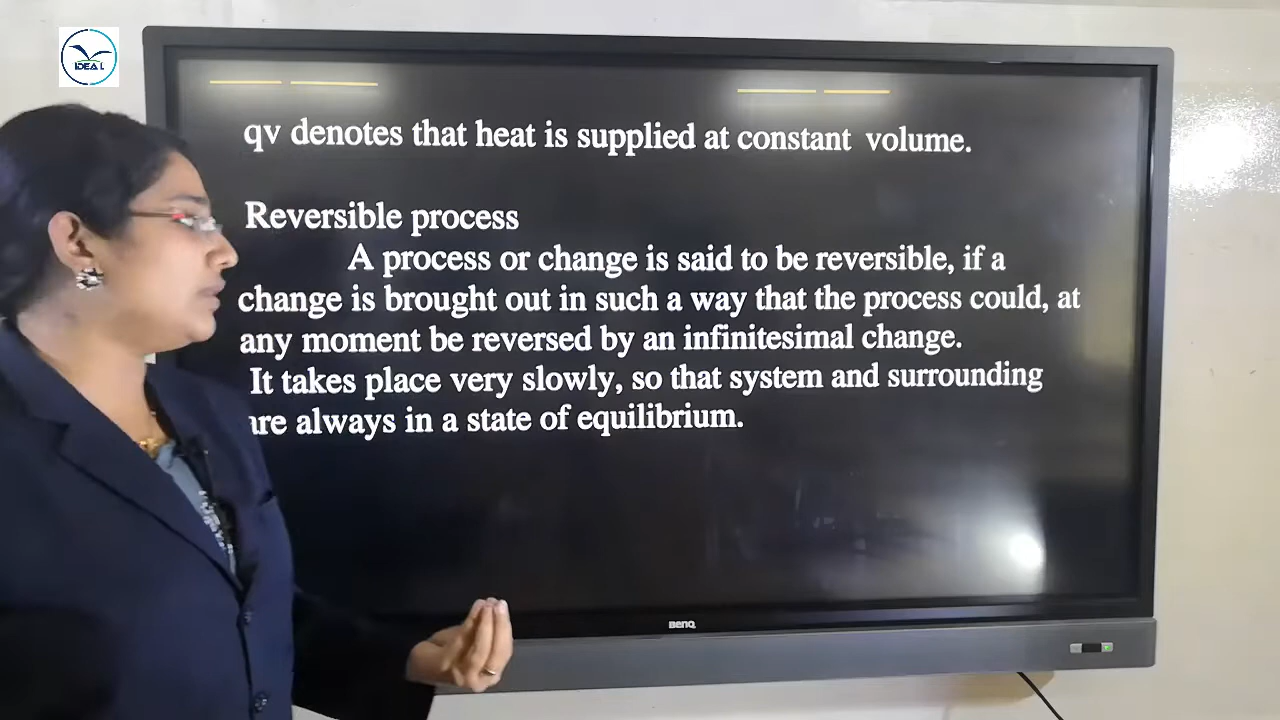 IDEAL
qv denotes that heat is supplied at constant volume.
Reversible process
A process or change is said to be reversible, if a
change is brought out in such a way that the process could, at
any moment be reversed by an infinitesimal change.
It takes place very slowly, so that system and surrounding
are always in a state of equilibrium.
BenQ